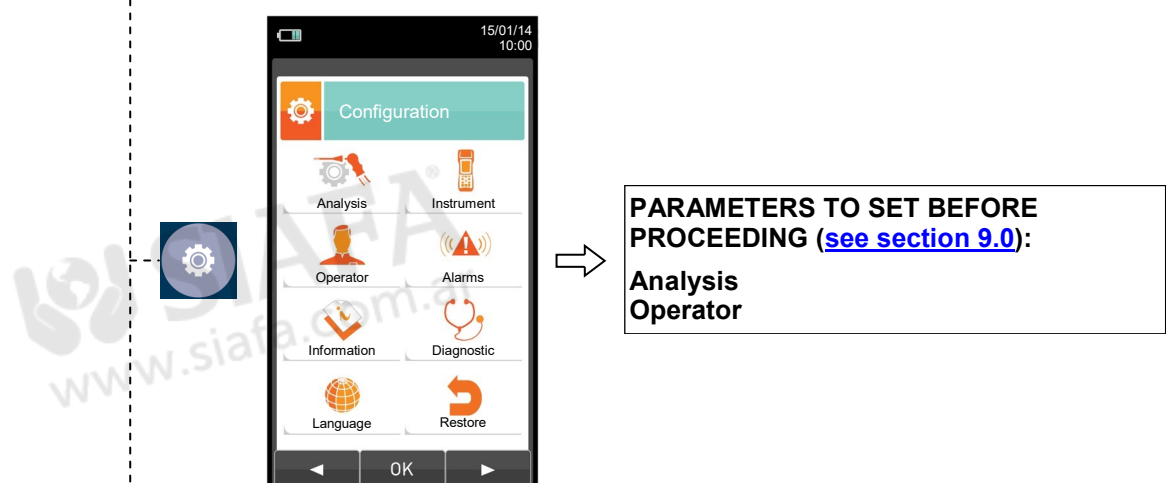 15/01/14
10:00
Configuration
Analysis
Instrument
Operator
Alarms
Information
Diagnostic
Language
Restore
OK
PARAMETERS TO SET BEFORE
PROCEEDING (see section 9.0):
Analysis
Operator
SIAFA®
www.siafa.com.ar